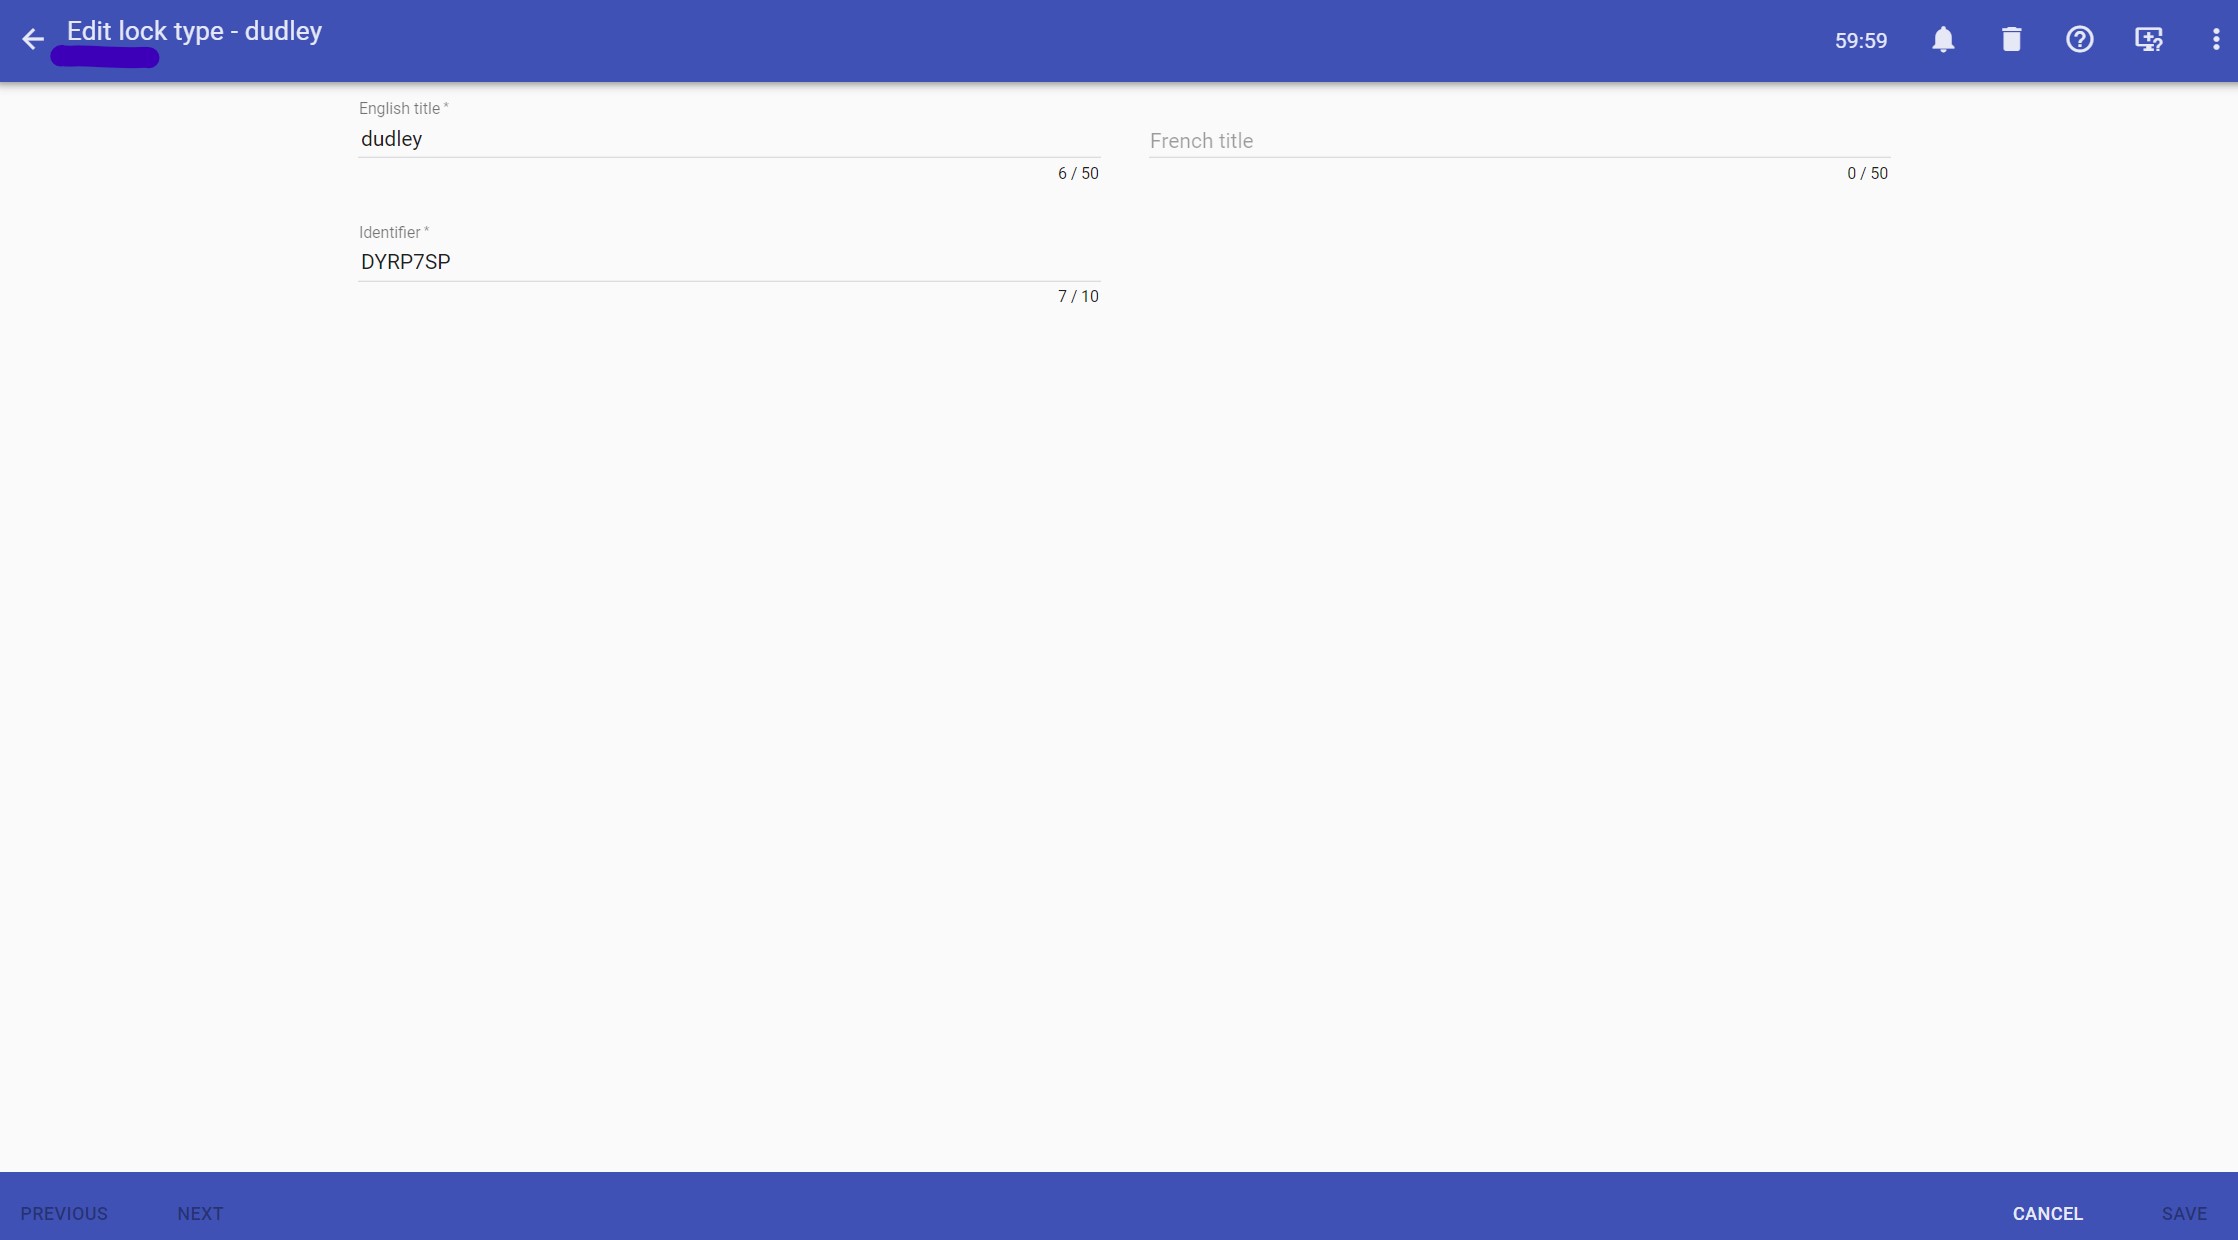 Edit lock type - dudley
59:59
English title *
dudley
6 / 50
French title
0 / 50
Identifier *
DYRP7SP
7 / 10
PREVIOUS
NEXT
CANCEL
SAVE